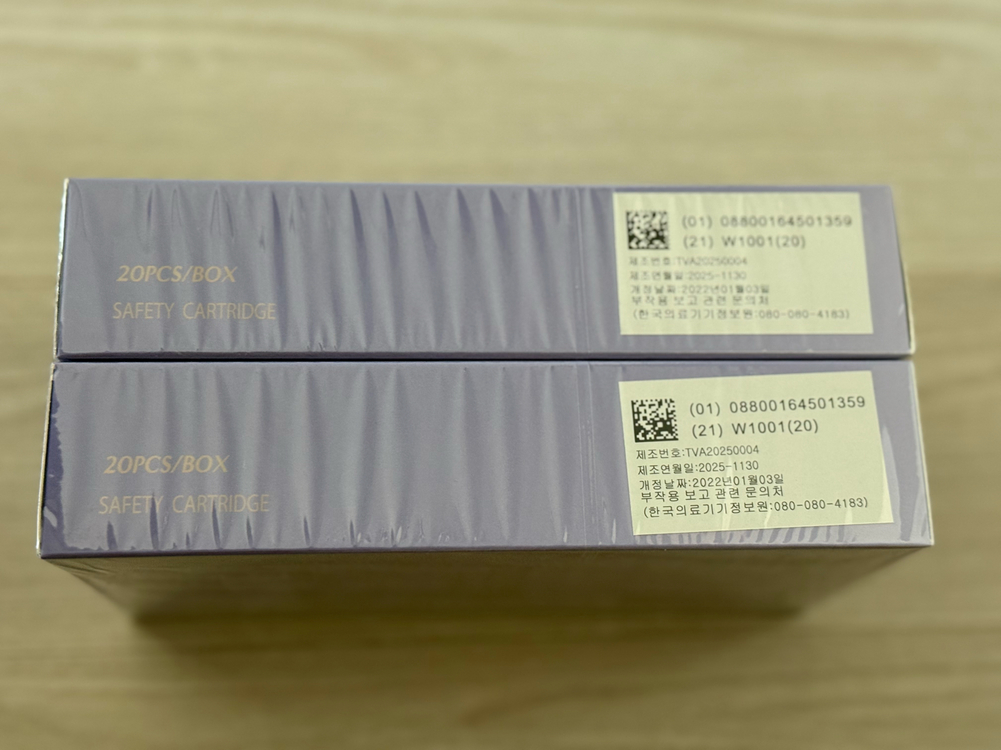 20PCS/BOX
SAFETY CARTRIDGE
(01) 08800164501359
(21) W1001(20)
제조번호:TVA20250004
제조연월일:2025-1130
개정날짜:2022년01월03일
부작용 보고 관련 문의처
(한국의료기기정보원:080-080-4183)
20PCS/BOX
SAFETY CARTRIDGE
(01) 08800164501359
(21) W1001(20)
제조번호:TVA20250004
제조연월일:2025-1130
개정날짜:2022년01월03일
부작용 보고 관련 문의처
(한국의료기기정보원:080-080-4183)